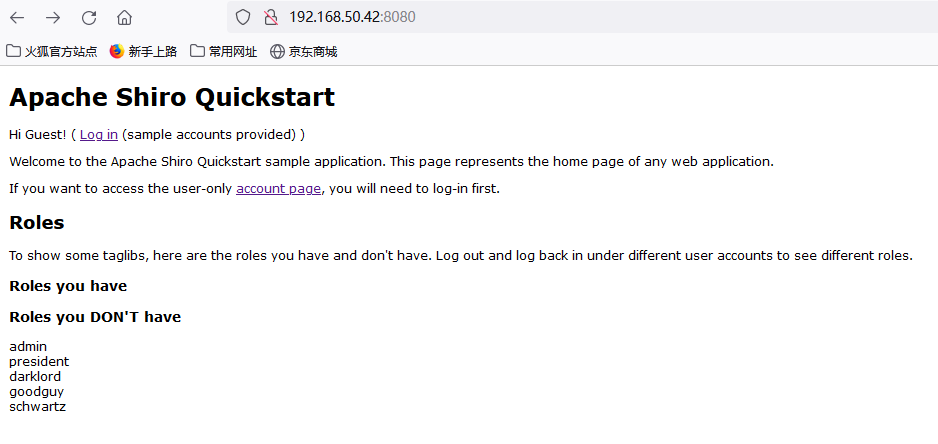 192.168.50.42:8080
火狐官方站点 新手上路 常用网址 京东商城
Apache Shiro Quickstart
Hi Guest! ( Log in (sample accounts provided) )
Welcome to the Apache Shiro Quickstart sample application. This page represents the home page of any web application.
If you want to access the user-only account page, you will need to log-in first.
Roles
To show some taglibs, here are the roles you have and don't have. Log out and log back in under different user accounts to see different roles.
Roles you have
Roles you DON'T have
admin
president
darklord
goodguy
schwartz